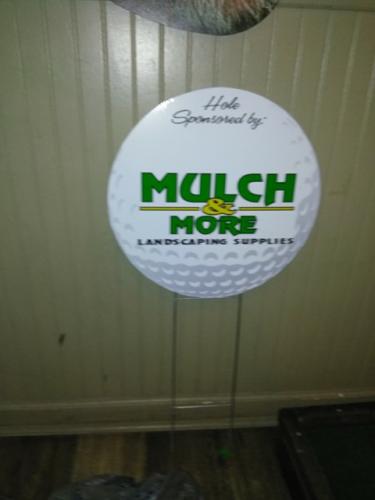 Hole
Sponsored by:
MULCH
&
MORE
LANDSCAPING SUPPLIES